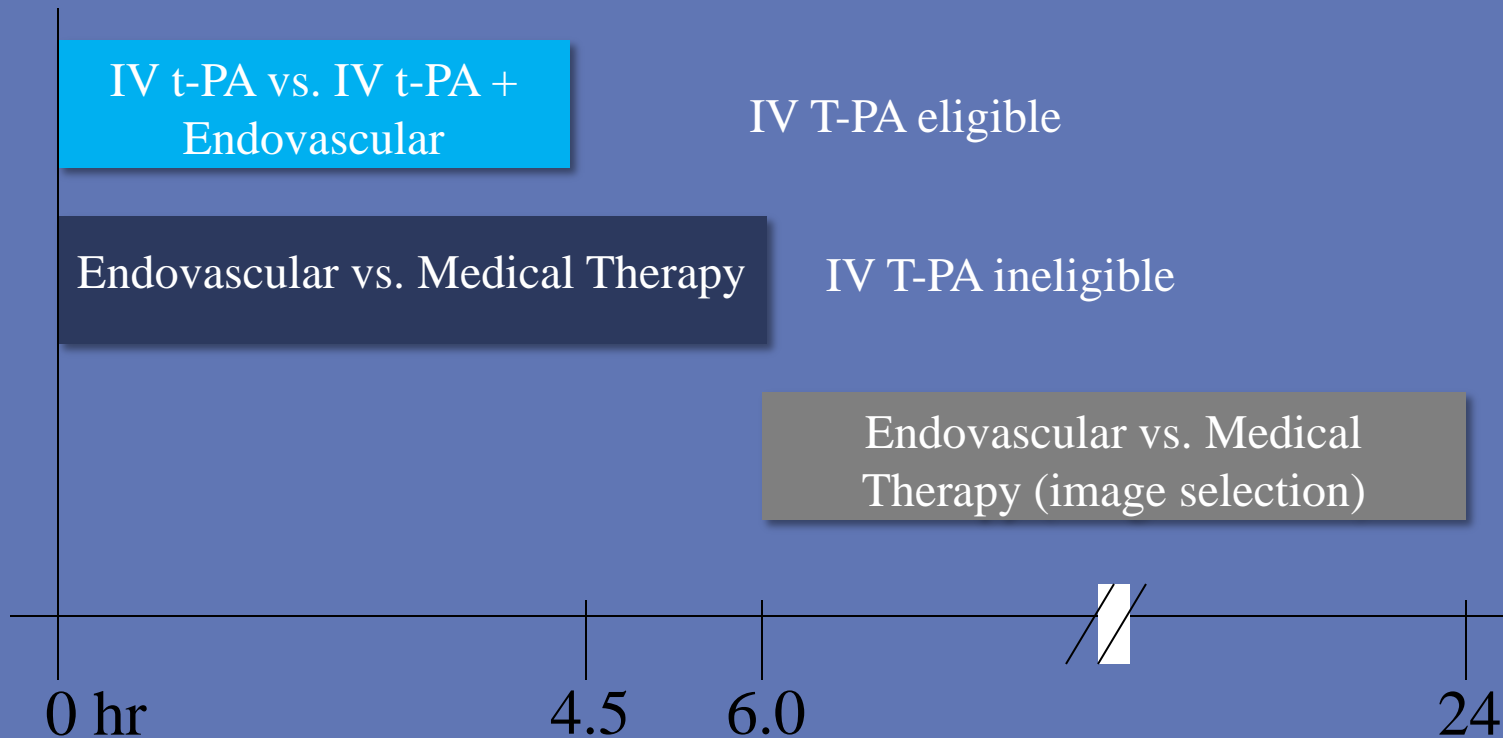 IV t-PA vs. IV t-PA +
Endovascular
IV T-PA eligible
Endovascular vs. Medical Therapy
IV T-PA ineligible
Endovascular vs. Medical
Therapy (image selection)
0 hr
4.5
6.0
24